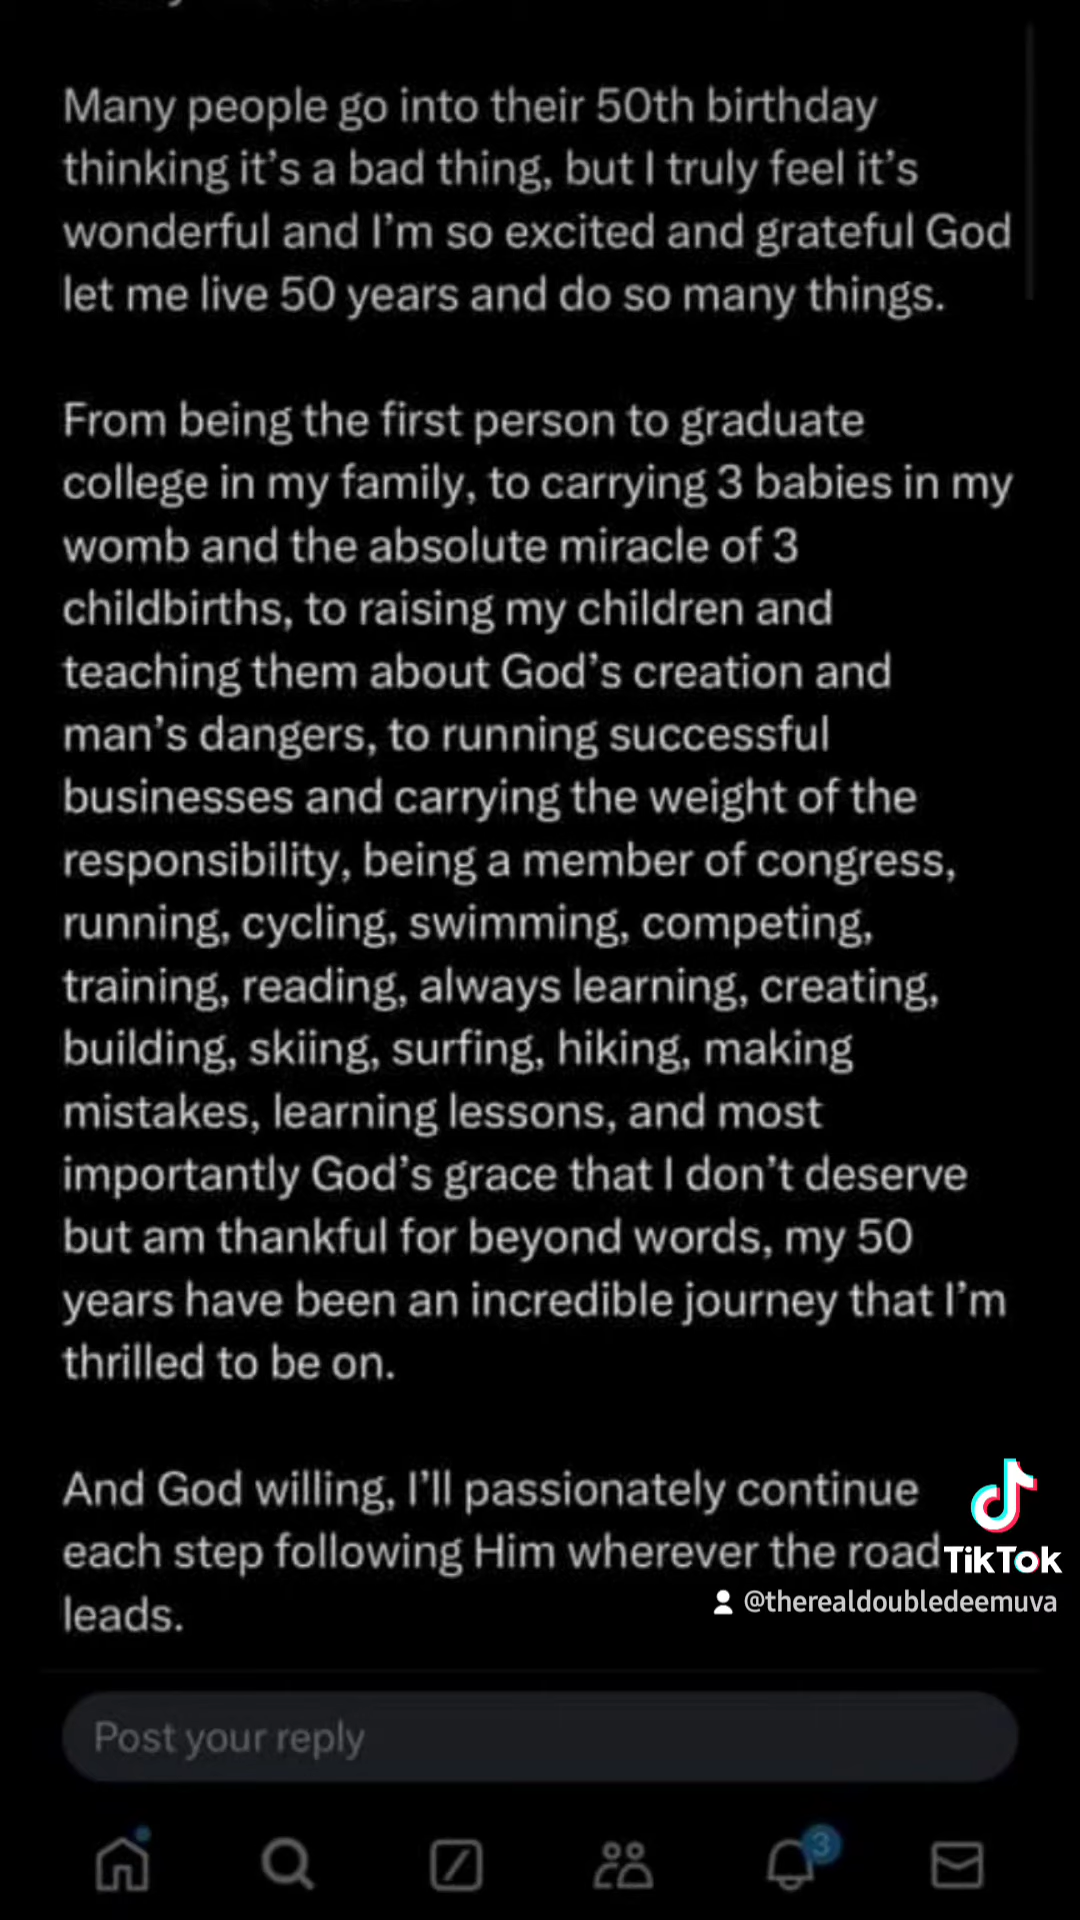 Many people go into their 50th birthday
thinking it’s a bad thing, but I truly feel it’s
wonderful and I’m so excited and grateful God
let me live 50 years and do so many things.
From being the first person to graduate
college in my family, to carrying 3 babies in my
womb and the absolute miracle of 3
childbirths, to raising my children and
teaching them about God’s creation and
man’s dangers, to running successful
businesses and carrying the weight of the
responsibility, being a member of congress,
running, cycling, swimming, competing,
training, reading, always learning, creating,
building, skiing, surfing, hiking, making
mistakes, learning lessons, and most
importantly God’s grace that I don’t deserve
but am thankful for beyond words, my 50
years have been an incredible journey that I’m
thrilled to be on.
And God willing, I’ll passionately continue
each step following Him wherever the road
leads.
TikTok
@therealdoubledeemuva
Post your reply
3